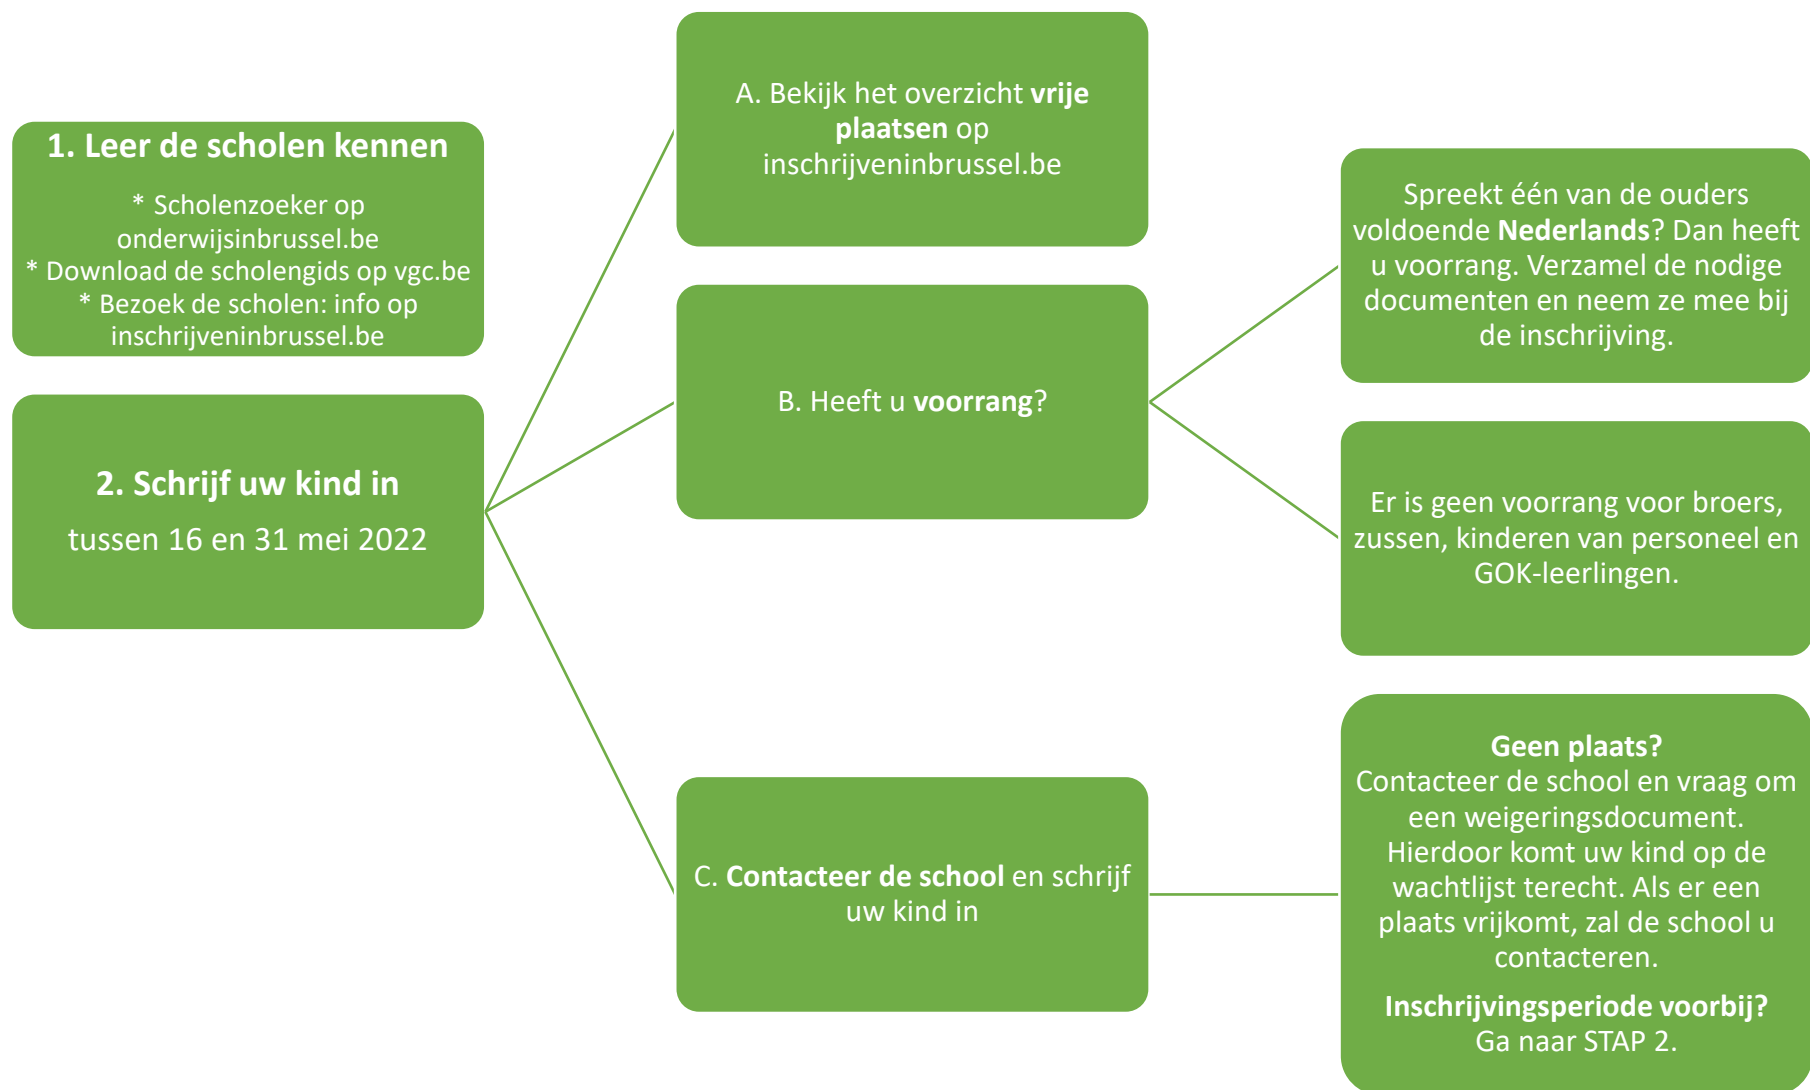 1. Leer de scholen kennen
* Scholenzoeker op
onderwijsinbrussel.be
* Download de scholengids op vgc.be
* Bezoek de scholen: info op
inschrijveninbrussel.be
2. Schrijf uw kind in
tussen 16 en 31 mei 2022
A. Bekijk het overzicht vrije
plaatsen op
inschrijveninbrussel.be
B. Heeft u voorrang?
Spreekt één van de ouders
voldoende Nederlands? Dan heeft
u voorrang. Verzamel de nodige
documenten en neem ze mee bij
de inschrijving.
Er is geen voorrang voor broers,
zussen, kinderen van personeel en
GOK-leerlingen.
C. Contacteer de school en schrijf
uw kind in
Geen plaats?
Contacteer de school en vraag om
een weigeringsdocument.
Hierdoor komt uw kind op de
wachtlijst terecht. Als er een
plaats vrijkomt, zal de school u
contacteren.
Inschrijvingsperiode voorbij?
Ga naar STAP 2.